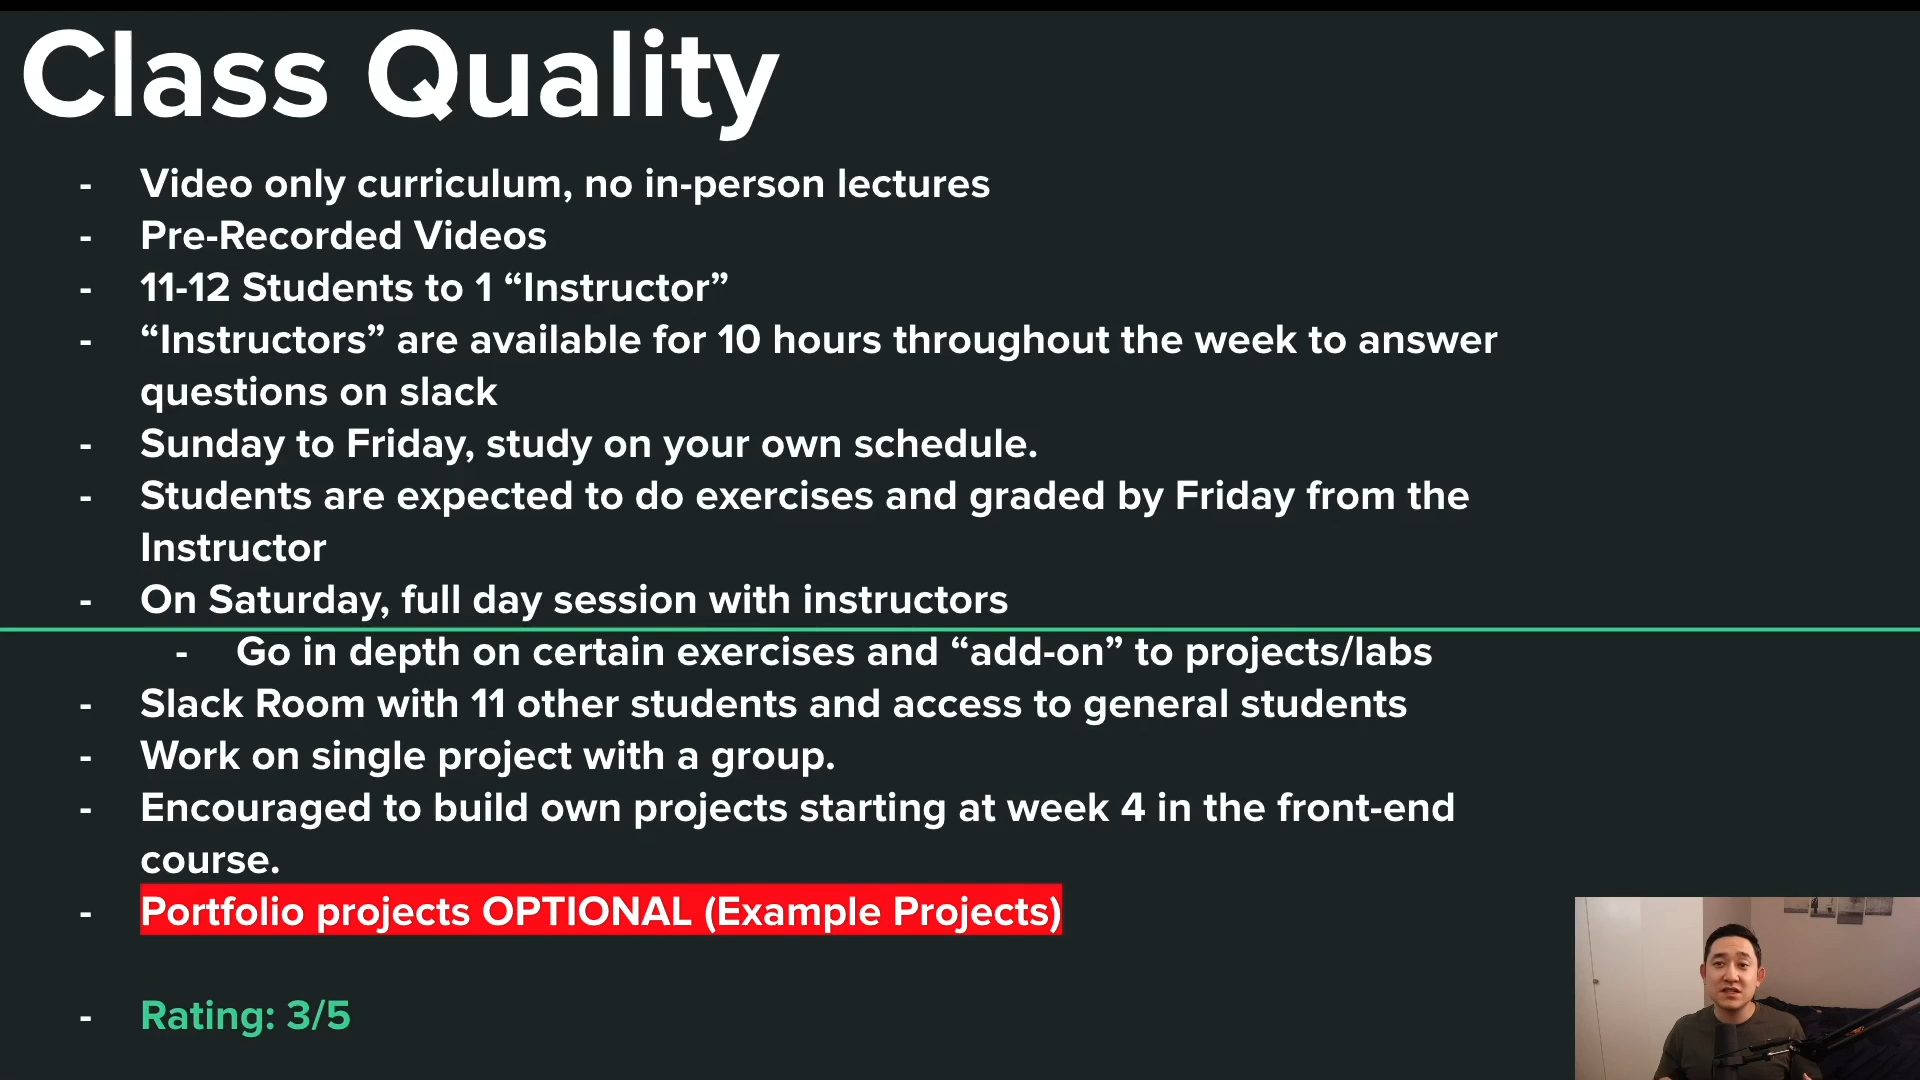 Class Quality
- Video only curriculum, no in-person lectures
- Pre-Recorded Videos
- 11-12 Students to 1 “Instructor”
- “Instructors” are available for 10 hours throughout the week to answer
questions on slack
- Sunday to Friday, study on your own schedule.
- Students are expected to do exercises and graded by Friday from the
Instructor
- On Saturday, full day session with instructors
- Go in depth on certain exercises and “add-on” to projects/labs
- Slack Room with 11 other students and access to general students
- Work on single project with a group.
- Encouraged to build own projects starting at week 4 in the front-end
course.
- Portfolio projects OPTIONAL (Example Projects)
- Rating: 3/5